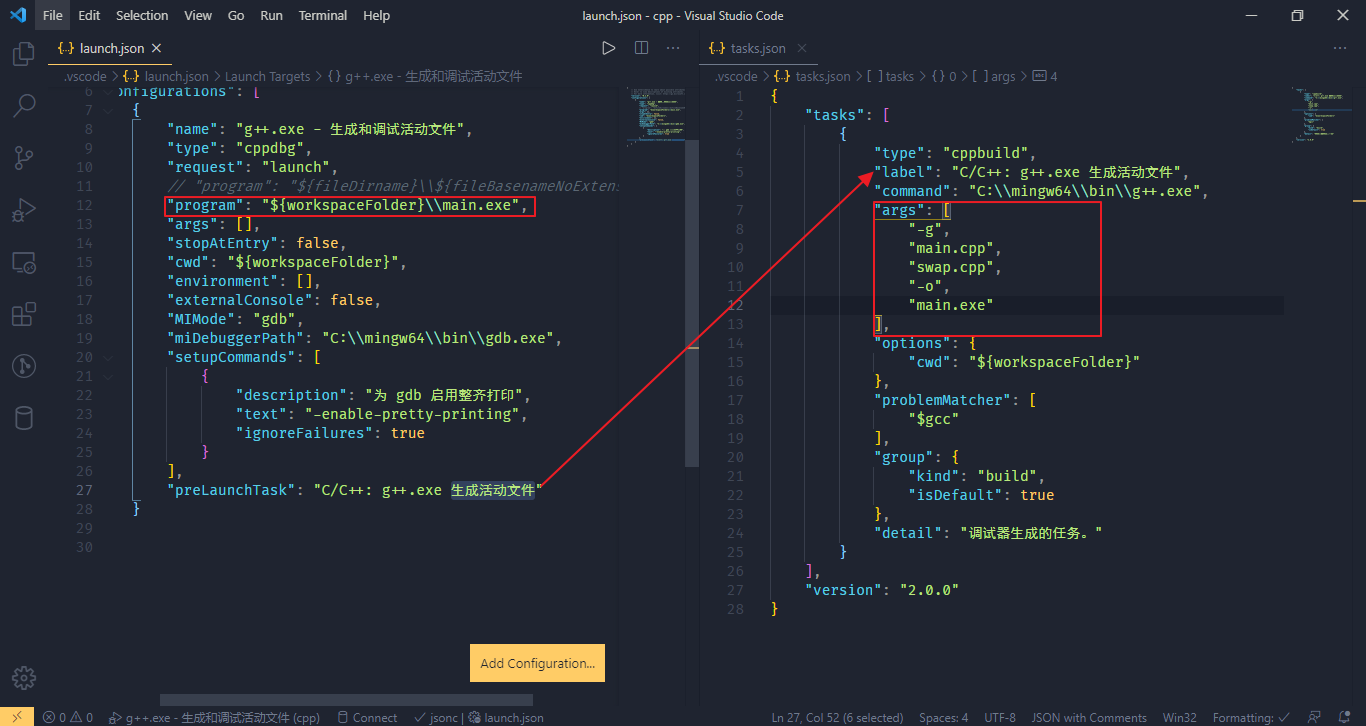 File Edit Selection View Go Run Terminal Help
launch.json - cpp - Visual Studio Code
launch.json
.vscode > launch.json > Launch Targets > {} g++.exe - 生成和调试活动文件
6 onfigurations": [
7 {
8 "name": "g++.exe - 生成和调试活动文件",
9 "type": "cppdbg",
10 "request": "launch",
11 // "program": "${fileDirname}\\${fileBasenameNoExtens
12 "program": "${workspaceFolder}\\main.exe",
13 "args": [],
14 "stopAtEntry": false,
15 "cwd": "${workspaceFolder}",
16 "environment": [],
17 "externalConsole": false,
18 "MIMode": "gdb",
19 "miDebuggerPath": "C:\\mingw64\\bin\\gdb.exe",
20 "setupCommands": [
21 {
22 "description": "为 gdb 启用整齐打印",
23 "text": "-enable-pretty-printing",
24 "ignoreFailures": true
25 }
26 ],
27 "preLaunchTask": "C/C++: g++.exe 生成活动文件"
28 }
29
30
Add Configuration...
tasks.json
.vscode > tasks.json > [ ] tasks > {} 0 > [ ] args > 4
1 {
2 "tasks": [
3 {
4 "type": "cppbuild",
5 "label": "C/C++: g++.exe 生成活动文件",
6 "command": "C:\\mingw64\\bin\\g++.exe",
7 "args": [
8 "-g",
9 "main.cpp",
10 "swap.cpp",
11 "-o",
12 "main.exe"
13 ],
14 "options": {
15 "cwd": "${workspaceFolder}"
16 },
17 "problemMatcher": [
18 "$gcc"
19 ],
20 "group": {
21 "kind": "build",
22 "isDefault": true
23 },
24 "detail": "调试器生成的任务。"
25 }
26 ],
27 "version": "2.0.0"
28 }
0 0 g++.exe - 生成和调试活动文件 (cpp) Connect jsonc | launch.json Ln 27, Col 52 (6 selected) Spaces: 4 UTF-8 JSON with Comments Win32 Formatting: